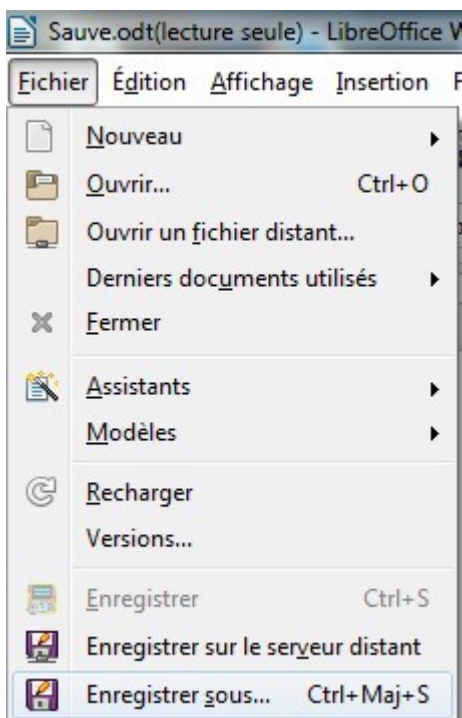 Sauve.odt(lecture seule) - LibreOffice
Fichier Édition Affichage Insertion F
Nouveau
Ouvrir... Ctrl+O
Ouvrir un fichier distant...
Derniers documents utilisés
Fermer
Assistants
Modèles
Recharger
Versions...
Enregistrer Ctrl+S
Enregistrer sur le serveur distant
Enregistrer sous... Ctrl+Maj+S